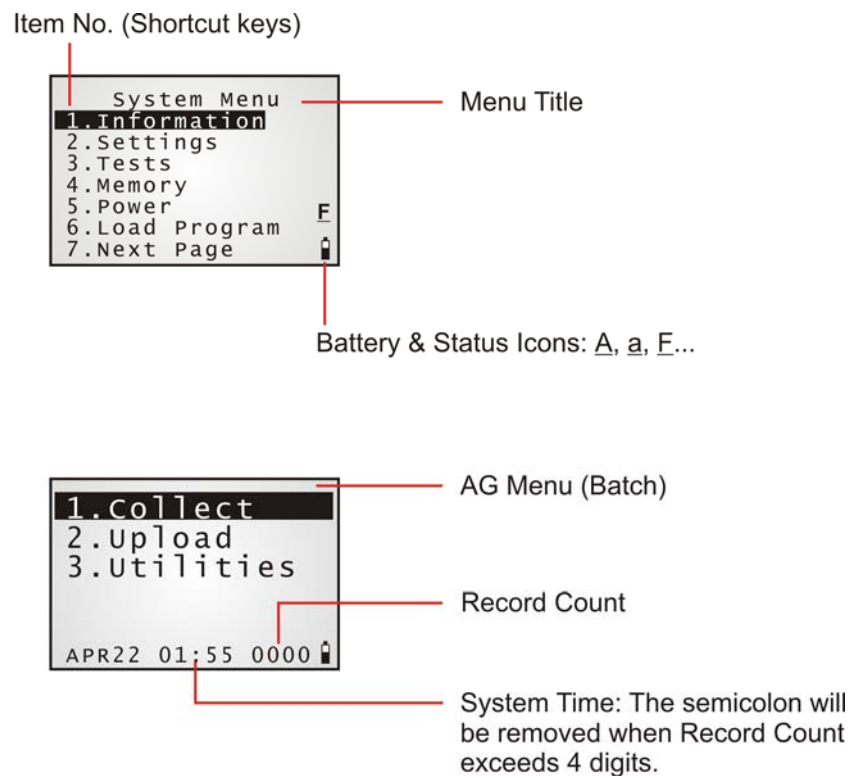 Item No. (Shortcut keys)
System Menu
Menu Title
1.Information
2.Settings
3.Tests
4.Memory
5.Power
F
6.Load Program
7.Next Page
Battery & Status Icons: A, a, F...
AG Menu (Batch)
1.Collect
2.Upload
3.Utilities
Record Count
APR22 01:55 0000
System Time: The semicolon will
be removed when Record Count
exceeds 4 digits.